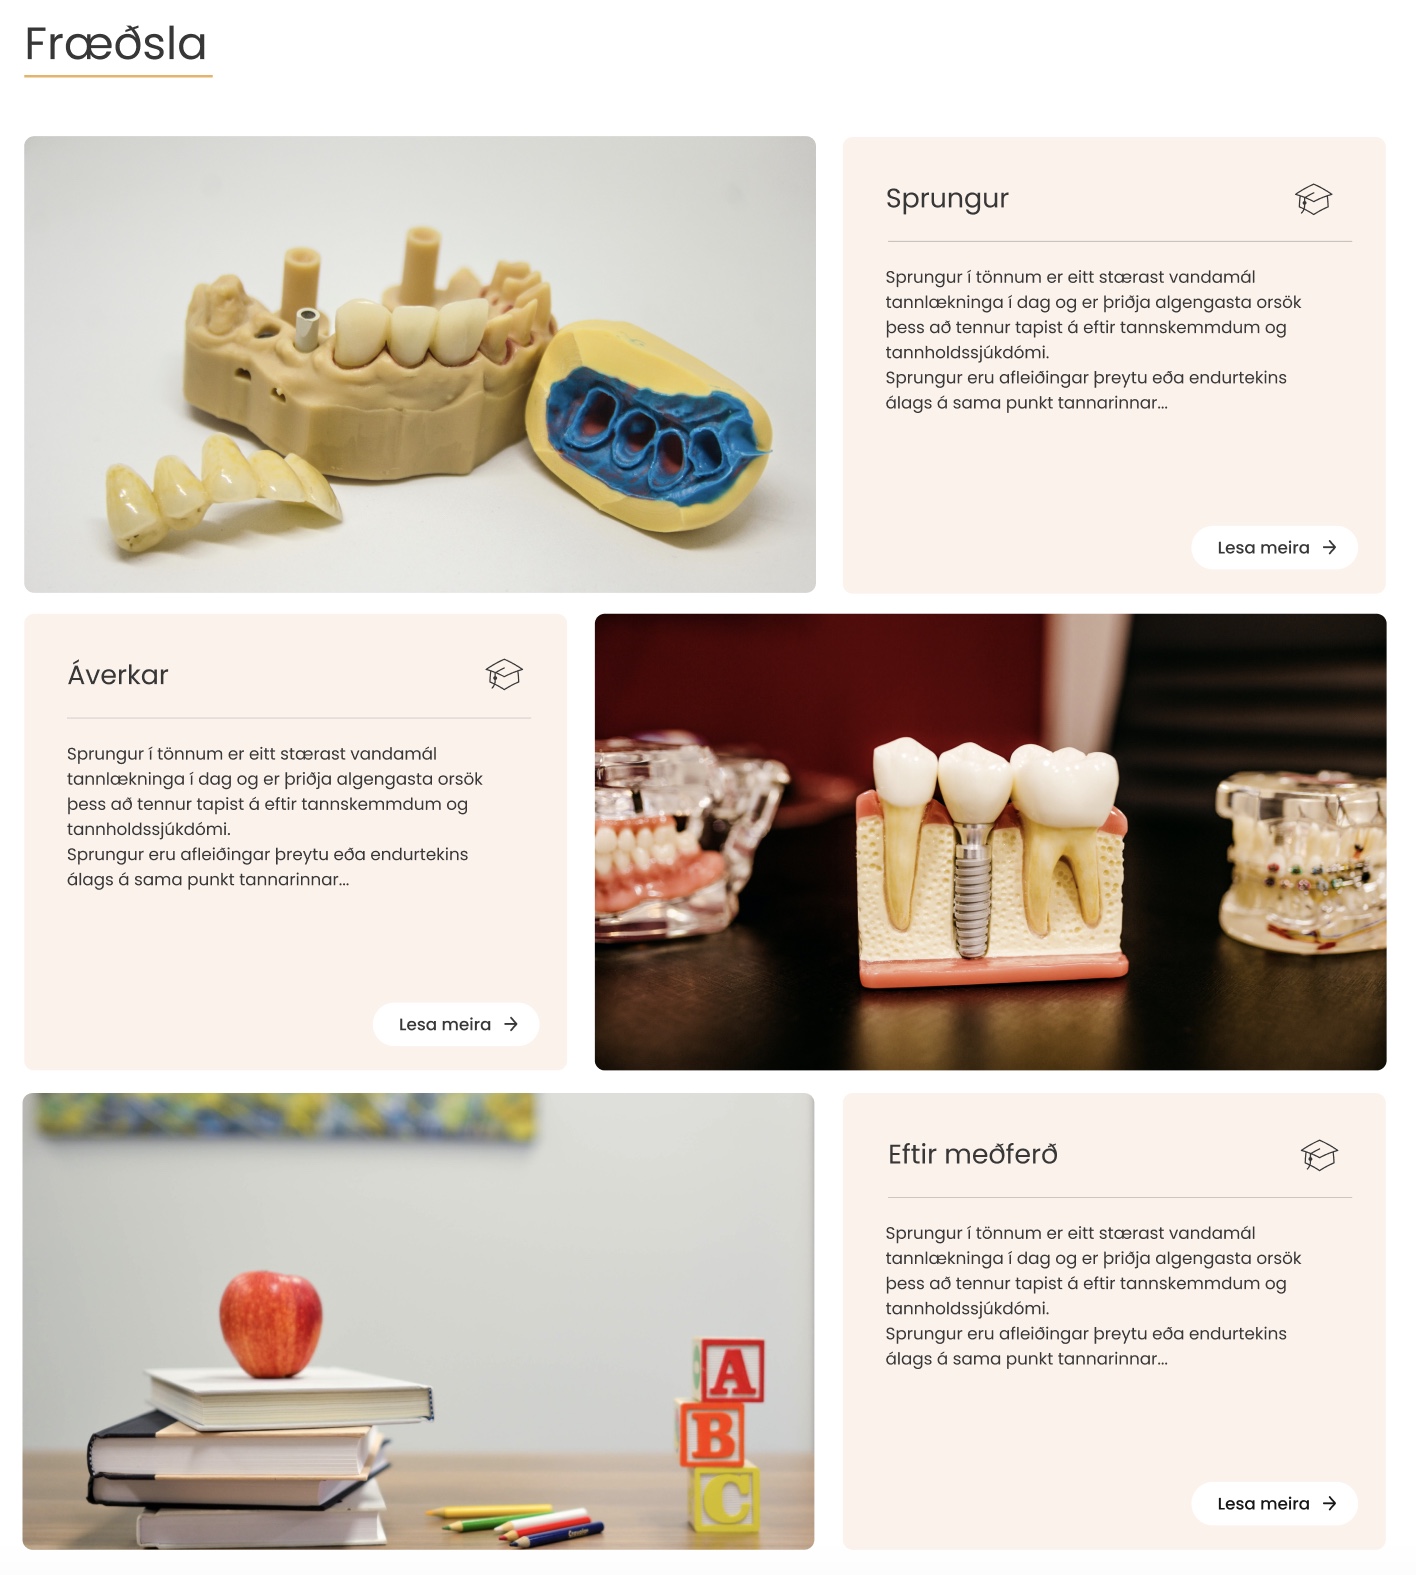 Fræðsla
Sprungur
Sprungur í tönnum er eitt stærast vandamál
tannlækninga í dag og er þriðja algengasta orsök
þess að tennur tapist á eftir tannskemmdum og
tannholdssjúkdómi.
Sprungur eru afleiðingar þreytu eða endurtekins
álags á sama punkt tannarinnar...
Lesa meira
Áverkar
Sprungur í tönnum er eitt stærast vandamál
tannlækninga í dag og er þriðja algengasta orsök
þess að tennur tapist á eftir tannskemmdum og
tannholdssjúkdómi.
Sprungur eru afleiðingar þreytu eða endurtekins
álags á sama punkt tannarinnar...
Lesa meira
A
B
C
Eftir meðferð
Sprungur í tönnum er eitt stærast vandamál
tannlækninga í dag og er þriðja algengasta orsök
þess að tennur tapist á eftir tannskemmdum og
tannholdssjúkdómi.
Sprungur eru afleiðingar þreytu eða endurtekins
álags á sama punkt tannarinnar...
Lesa meira